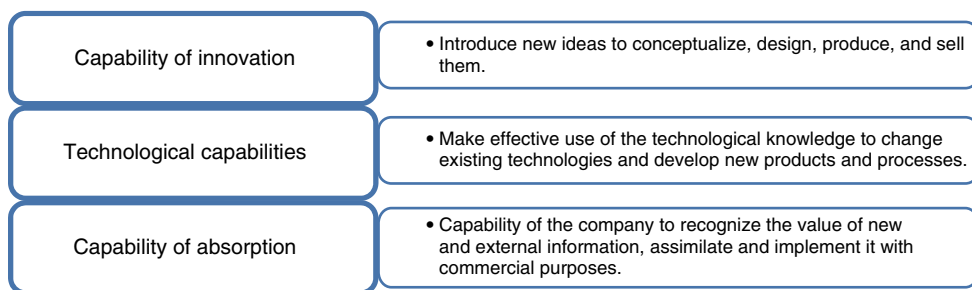 Capability of innovation
• Introduce new ideas to conceptualize, design, produce, and sell
them.
Technological capabilities
• Make effective use of the technological knowledge to change
existing technologies and develop new products and processes.
Capability of absorption
• Capability of the company to recognize the value of new
and external information, assimilate and implement it with
commercial purposes.